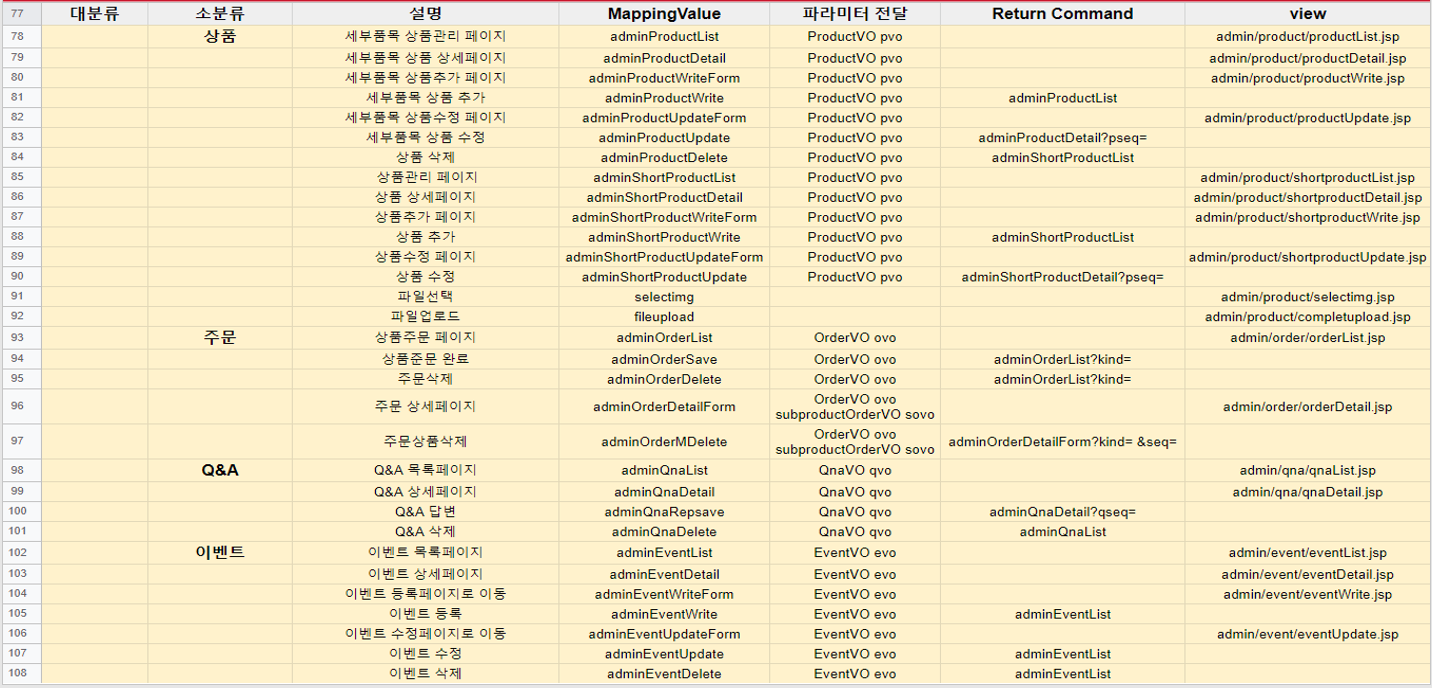 77 대분류 소분류 설명 MappingValue 파라미터 전달 Return Command view
78 상품 세부품목 상품관리 페이지 adminProductList ProductVO pvo admin/product/productList.jsp
79 세부품목 상품 상세페이지 adminProductDetail ProductVO pvo admin/product/productDetail.jsp
80 세부품목 상품추가 페이지 adminProductWriteForm ProductVO pvo admin/product/productWrite.jsp
81 세부품목 상품 추가 adminProductWrite ProductVO pvo adminProductList
82 세부품목 상품수정 페이지 adminProductUpdateForm ProductVO pvo admin/product/productUpdate.jsp
83 세부품목 상품 수정 adminProductUpdate ProductVO pvo adminProductDetail?pseq=
84 상품 삭제 adminProductDelete ProductVO pvo adminShortProductList
85 상품관리 페이지 adminShortProductList ProductVO pvo admin/product/shortproductList.jsp
86 상품 상세페이지 adminShortProductDetail ProductVO pvo admin/product/shortproductDetail.jsp
87 상품추가 페이지 adminShortProductWriteForm ProductVO pvo admin/product/shortproductWrite.jsp
88 상품 추가 adminShortProductWrite ProductVO pvo adminShortProductList
89 상품수정 페이지 adminShortProductUpdateForm ProductVO pvo admin/product/shortproductUpdate.jsp
90 상품 수정 adminShortProductUpdate ProductVO pvo adminShortProductDetail?pseq=
91 파일선택 selectimg admin/product/selectimg.jsp
92 파일업로드 fileupload admin/product/completupload.jsp
93 주문 상품주문 페이지 adminOrderList OrderVO ovo admin/order/orderList.jsp
94 상품준문 완료 adminOrderSave OrderVO ovo adminOrderList?kind=
95 주문삭제 adminOrderDelete OrderVO ovo adminOrderList?kind=
96 주문 상세페이지 adminOrderDetailForm OrderVO ovo
subproductOrderVO sovo admin/order/orderDetail.jsp
97 주문상품삭제 adminOrderMDelete OrderVO ovo
subproductOrderVO sovo adminOrderDetailForm?kind= &seq=
98 Q&A Q&A 목록페이지 adminQnaList QnaVO qvo admin/qna/qnaList.jsp
99 Q&A 상세페이지 adminQnaDetail QnaVO qvo admin/qna/qnaDetail.jsp
100 Q&A 답변 adminQnaRepsave QnaVO qvo adminQnaDetail?qseq=
101 Q&A 삭제 adminQnaDelete QnaVO qvo adminQnaList
102 이벤트 이벤트 목록페이지 adminEventList EventVO evo admin/event/eventList.jsp
103 이벤트 상세페이지 adminEventDetail EventVO evo admin/event/eventDetail.jsp
104 이벤트 등록페이지로 이동 adminEventWriteForm EventVO evo admin/event/eventWrite.jsp
105 이벤트 등록 adminEventWrite EventVO evo adminEventList
106 이벤트 수정페이지로 이동 adminEventUpdateForm EventVO evo admin/event/eventUpdate.jsp
107 이벤트 수정 adminEventUpdate EventVO evo adminEventList
108 이벤트 삭제 adminEventDelete EventVO evo adminEventList